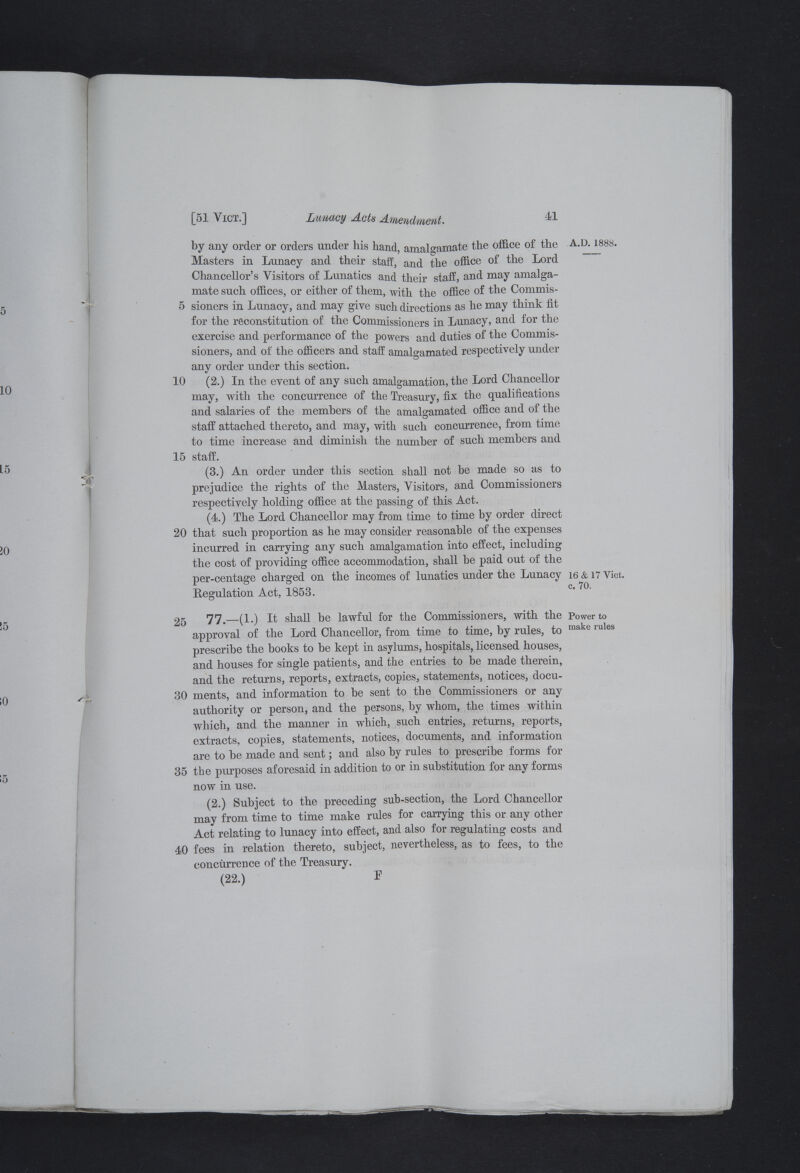 [51 VICT.] Lunacy Acts Amendment. 41
by any order or orders under his hand, amalgamate the office of the A.D. 1888.
Masters in Lunacy and their staff, and the office of the Lord
Chancellor's Visitors of Lunatics and their staff, and may amalga-
mate such offices, or either of them, with the office of the Commis-
5 sioners in Lunacy, and may give such directions as he may think fit
for the reconstitution of the Commissioners in Lunacy, and for the
exercise and performance of the powers and duties of the Commis-
sioners, and of the officers and staff amalgamated respectively under
any order under this section.
10 (2.) In the event of any such amalgamation, the Lord Chancellor
may, with the concurrence of the Treasury, fix the qualifications
and salaries of the members of the amalgamated office and of the
staff attached thereto, and may, with such concurrence, from time
to time increase and diminish the number of such members and
15 staff.
(3.) An order under this section shall not be made so as to
prejudice the rights of the Masters, Visitors, and Commissioners
respectively holding office at the passing of this Act.
(4.) The Lord Chancellor may from time to time by order direct
20 that such proportion as he may consider reasonable of the expenses
incurred in carrying any such amalgamation into effect, including
the cost of providing office accommodation, shall be paid out of the
per-centage charged on the incomes of lunatics under the Lunacy 16 & 17 Vict.
Regulation Act, 1853. c. 70.
25 77.—(1.) It shall be lawful for the Commissioners, with the Power to
approval of the Lord Chancellor, from time to time, by rules, to make rules
prescribe the books to be kept in asylums, hospitals, licensed houses,
and houses for single patients, and the entries to be made therein,
and the returns, reports, extracts, copies, statements, notices, docu-
30 ments, and information to be sent to the Commissioners or any
authority or person, and the persons, by whom, the times within
which, and the manner in which, such entries, returns, reports,
extracts, copies, statements, notices, documents, and information
are to be made and sent; and also by rules to prescribe forms for
35 the purposes aforesaid in addition to or in substitution for any forms
now in use.
(2.) Subject to the preceding sub-section, the Lord Chancellor
may from time to time make rules for carrying this or any other
Act relating to lunacy into effect, and also for regulating costs and
40 fees in relation thereto, subject, nevertheless, as to fees, to the
concurrence of the Treasury.
(22.) F